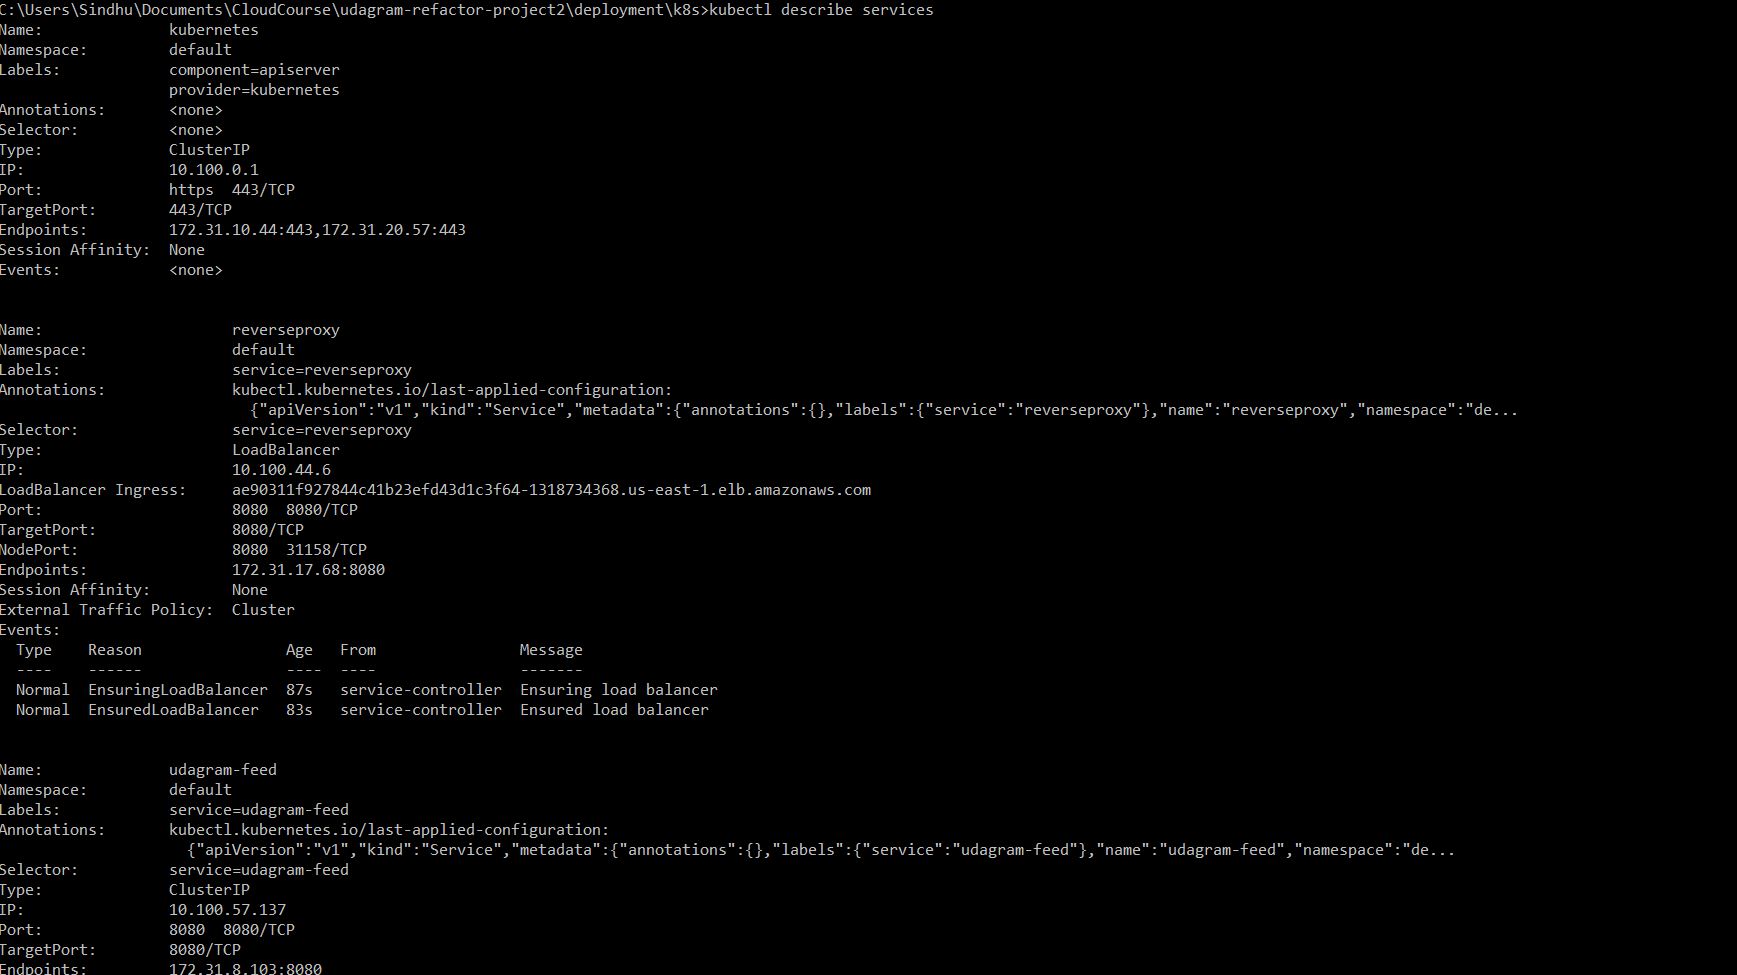 C:\Users\Sindhu\Documents\CloudCourse\udagram-refactor-project2\deployment\k8s>kubectl describe services
Name:              kubernetes
Namespace:         default
Labels:            component=apiserver
                   provider=kubernetes
Annotations:       <none>
Selector:          <none>
Type:              ClusterIP
IP:                10.100.0.1
Port:              https  443/TCP
TargetPort:        443/TCP
Endpoints:         172.31.10.44:443,172.31.20.57:443
Session Affinity:  None
Events:            <none>
Name:                     reverseproxy
Namespace:                default
Labels:                   service=reverseproxy
Annotations:              kubectl.kubernetes.io/last-applied-configuration:
                            {"apiVersion":"v1","kind":"Service","metadata":{"annotations":{},"labels":{"service":"reverseproxy"},"name":"reverseproxy","namespace":"de...
Selector:                 service=reverseproxy
Type:                     LoadBalancer
IP:                       10.100.44.6
LoadBalancer Ingress:     ae90311f927844c41b23efd43d1c3f64-1318734368.us-east-1.elb.amazonaws.com
Port:                     8080  8080/TCP
TargetPort:               8080/TCP
NodePort:                 8080  31158/TCP
Endpoints:                172.31.17.68:8080
Session Affinity:         None
External Traffic Policy:  Cluster
Events:
  Type    Reason                Age   From                Message
  ----    ------                ----  ----                -------
  Normal  EnsuringLoadBalancer  87s   service-controller  Ensuring load balancer
  Normal  EnsuredLoadBalancer   83s   service-controller  Ensured load balancer
Name:              udagram-feed
Namespace:         default
Labels:            service=udagram-feed
Annotations:       kubectl.kubernetes.io/last-applied-configuration:
                     {"apiVersion":"v1","kind":"Service","metadata":{"annotations":{},"labels":{"service":"udagram-feed"},"name":"udagram-feed","namespace":"de...
Selector:          service=udagram-feed
Type:              ClusterIP
IP:                10.100.57.137
Port:              8080  8080/TCP
TargetPort:        8080/TCP
Endpoints:         172.31.8.103:8080